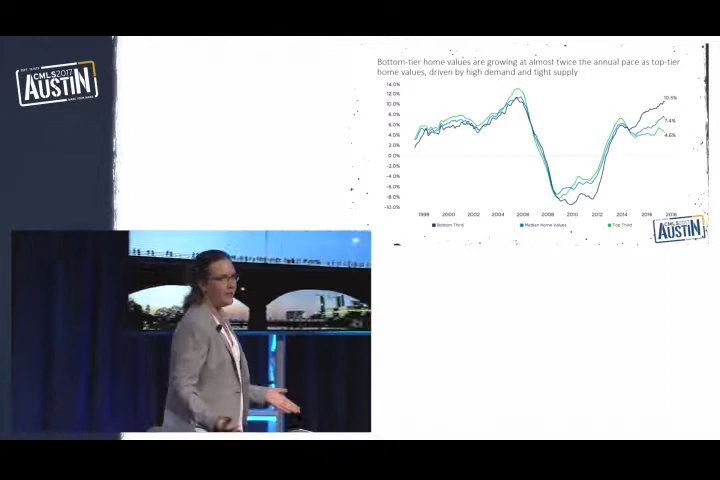 CMLS2017
AUSTIN
Bottom-tier home values are growing at almost twice the annual pace as top-tier
home values, driven by high demand and tight supply
14.0%
12.0%
10.0%
8.0%
6.0%
4.0%
2.0%
0.0%
-2.0%
-4.0%
-6.0%
-8.0%
-10.0%
10.5%
7.4%
4.6%
1998 2000 2002 2004 2006 2008 2010 2012 2014 2016 2018
Bottom Third Median Home Values Top Third
CMLS2017
AUSTIN